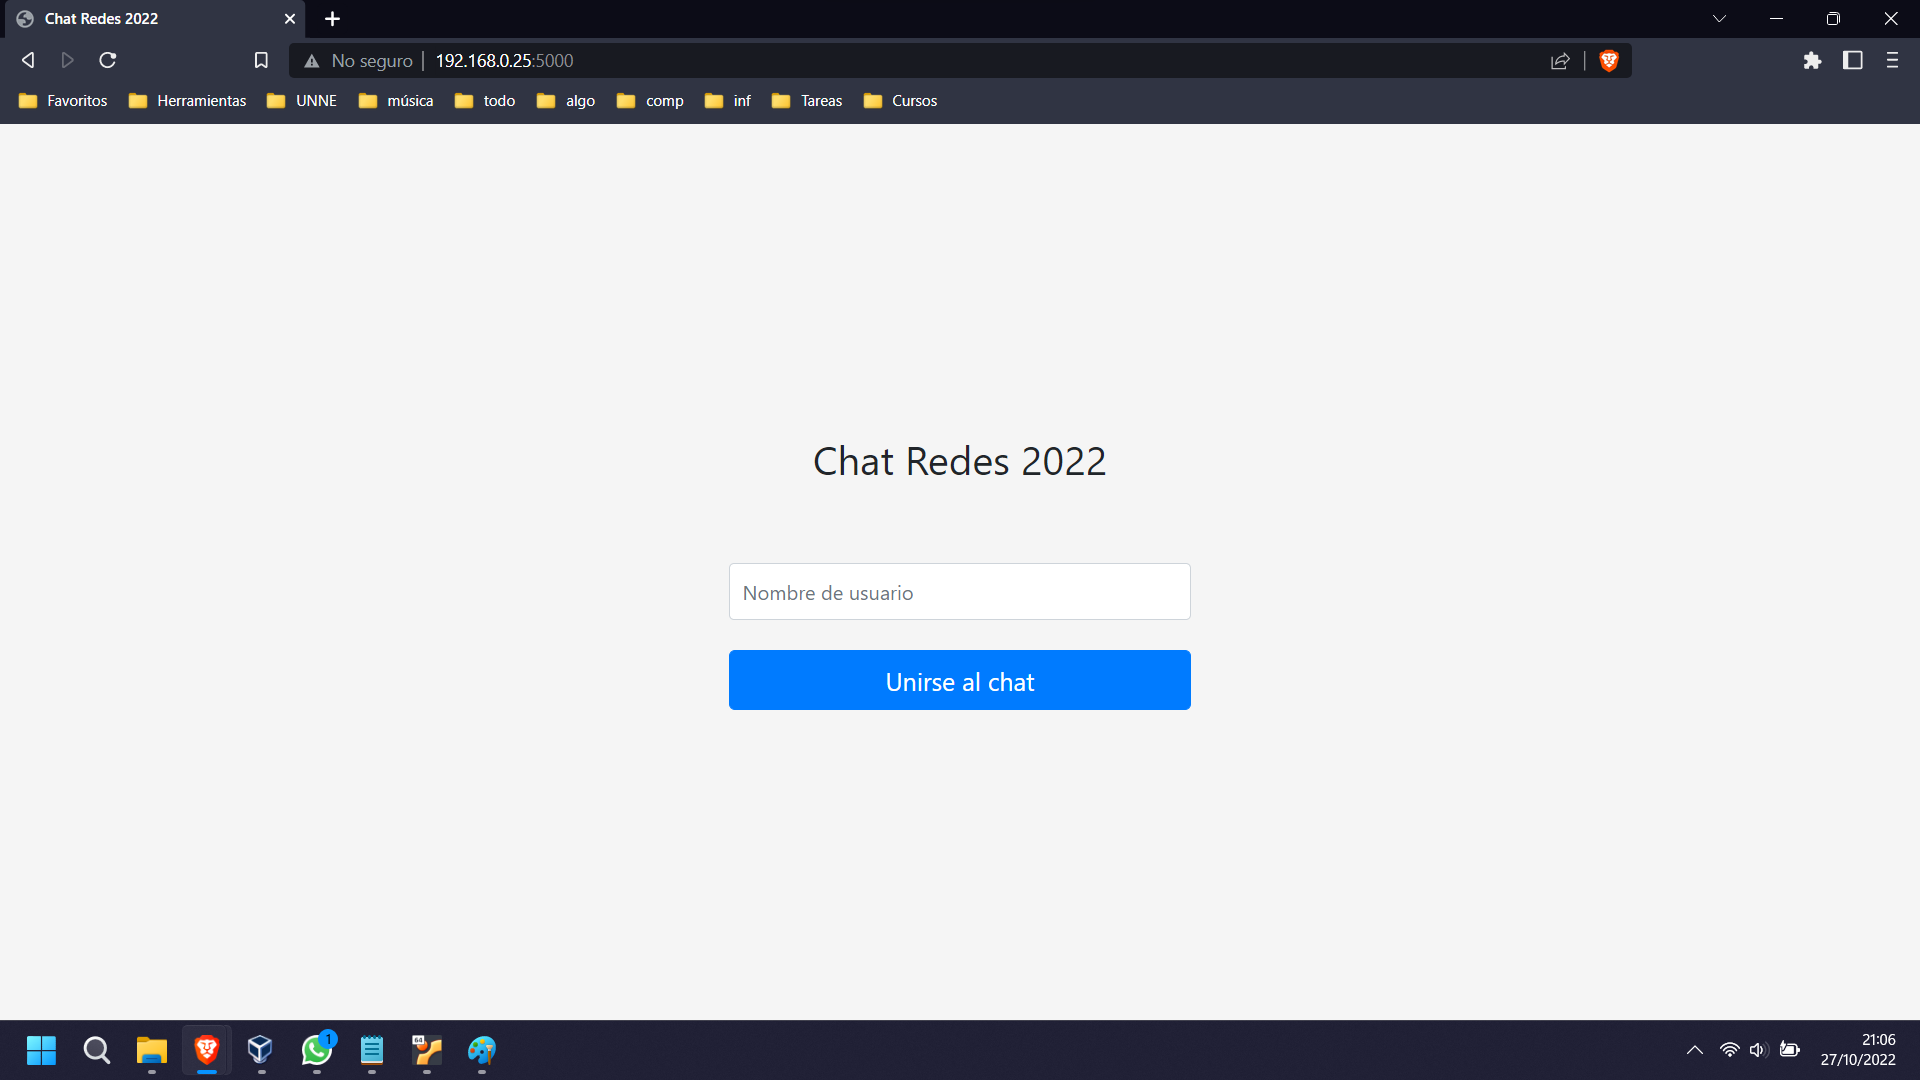 Chat Redes 2022
No seguro 192.168.0.25:5000
Favoritos Herramientas UNNE música todo algo comp inf Tareas Cursos
Chat Redes 2022
Nombre de usuario
Unirse al chat
1
64
21:06
27/10/2022